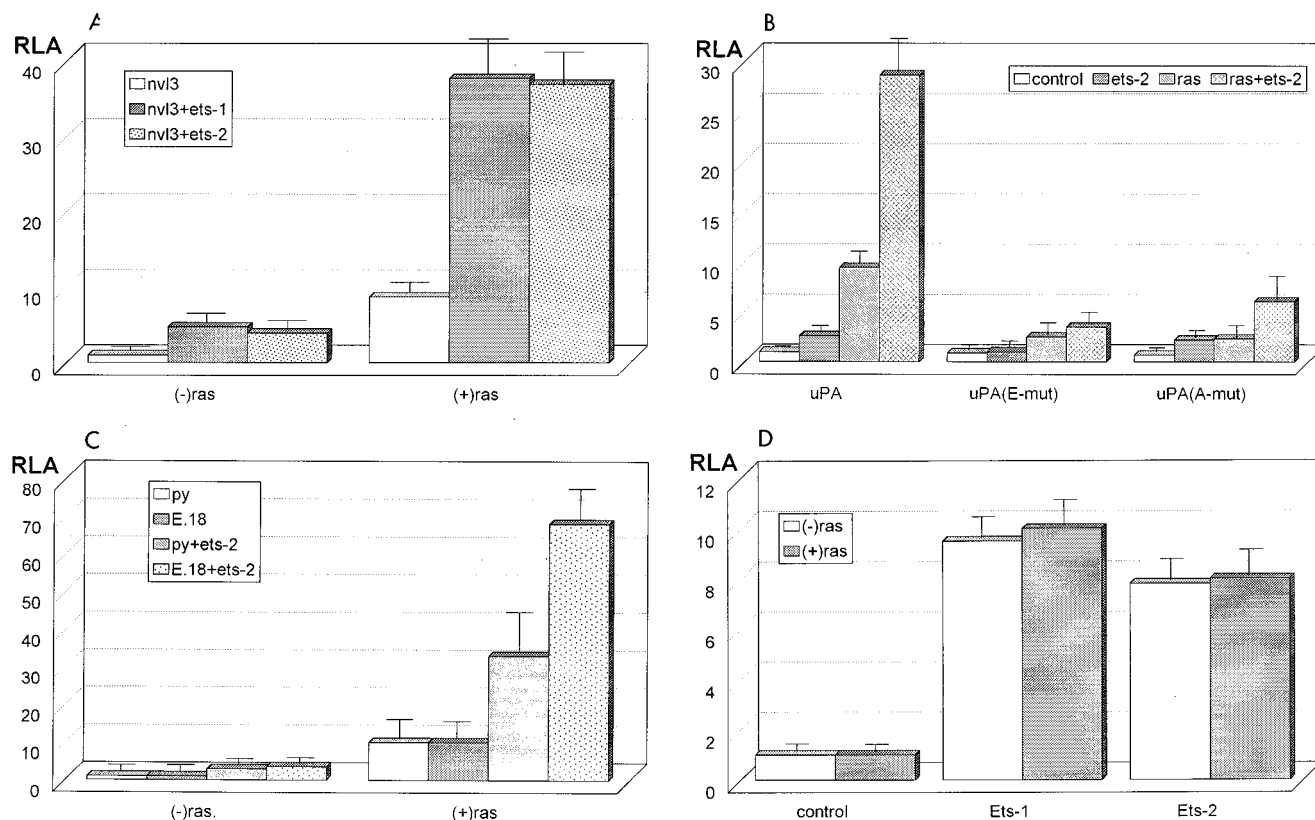 A
RLA
40
30
20
10
0
nvl3
nvl3+ets-1
nvl3+ets-2
(-)ras
(+)ras
B
RLA
30
25
20
15
10
5
0
control
ets-2
ras
ras+ets-2
uPA
uPA(E-mut)
uPA(A-mut)
C
RLA
80
70
60
50
40
30
20
10
0
py
E.18
py+ets-2
E.18+ets-2
(-)ras.
(+)ras
D
RLA
12
10
8
6
4
2
0
(-)ras
(+)ras
control
Ets-1
Ets-2